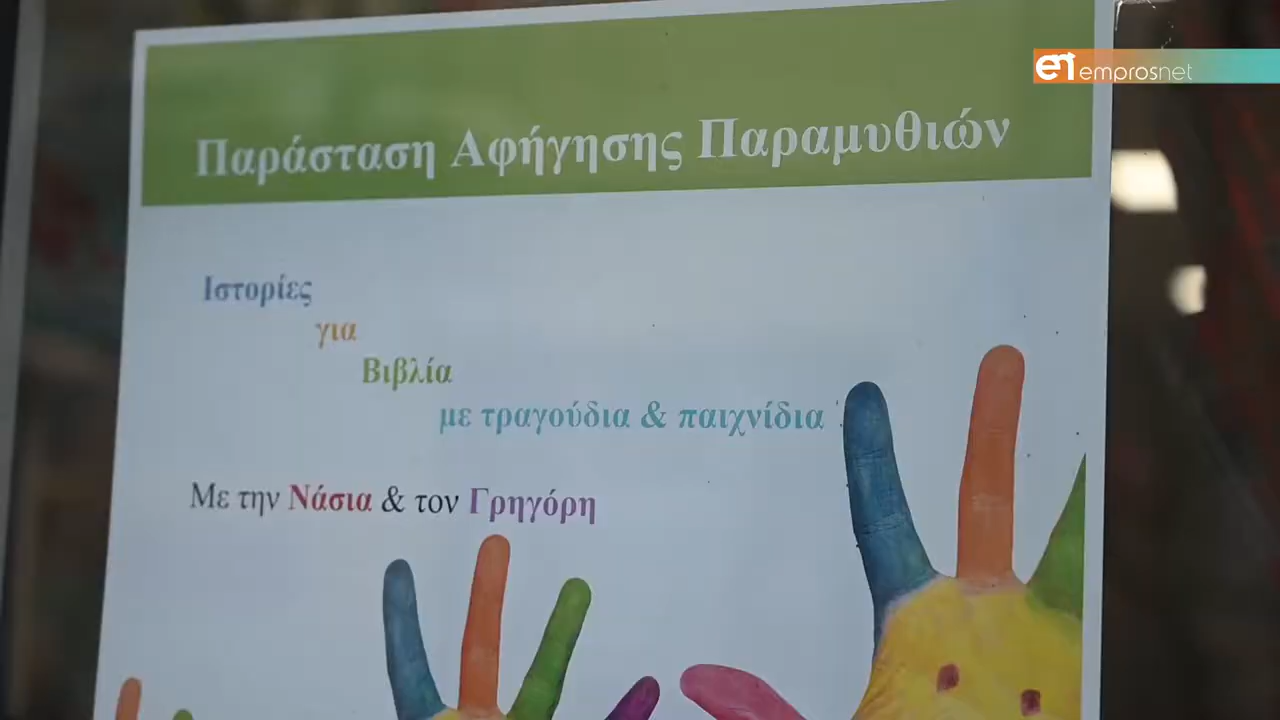 emprosnet
Παράσταση Αφήγησης Παραμυθιών
Ιστορίες
για
Βιβλία
με τραγούδια & παιχνίδια
Με την Νάσια & τον Γρηγόρη